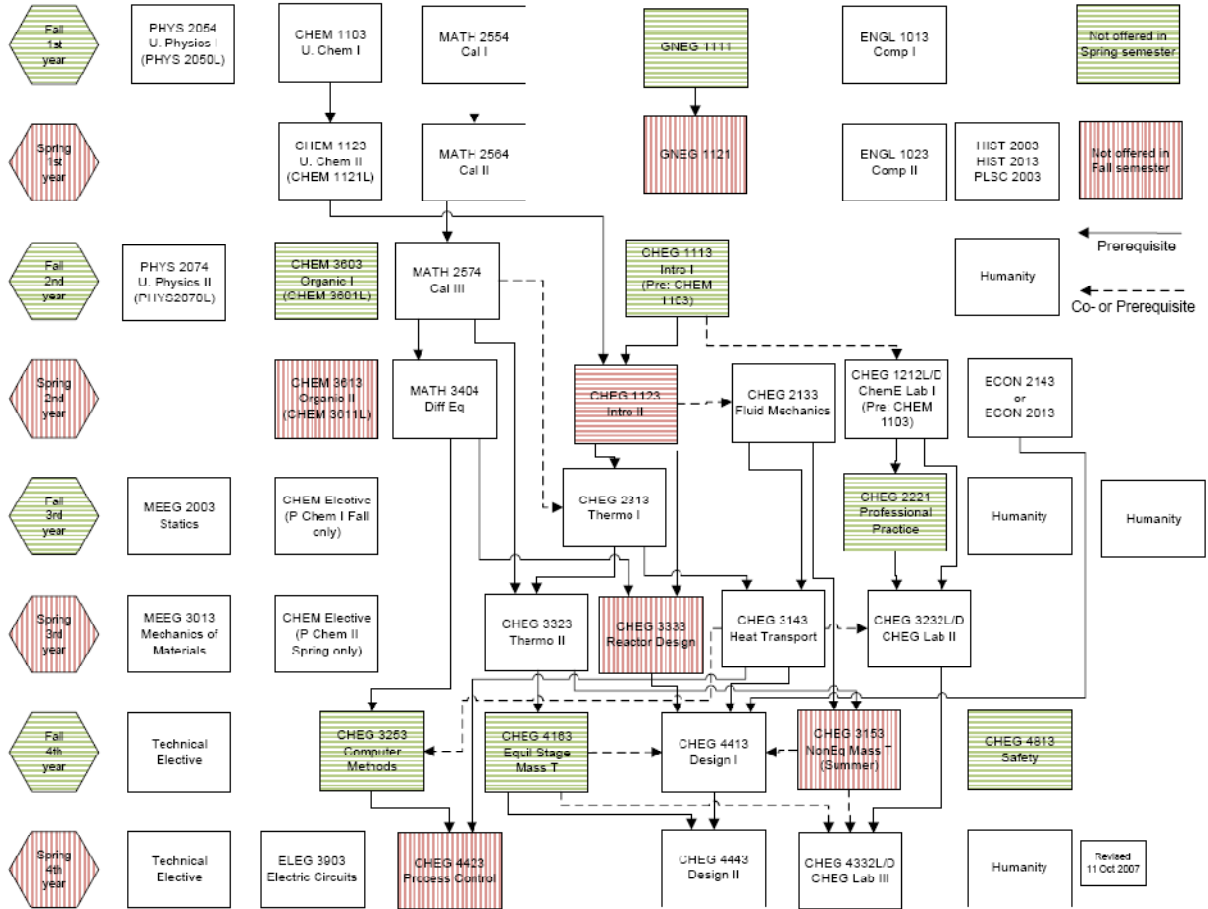 Fall
1st
year
PHYS 2054
U. Physics I
(PHYS 2050L)
CHEM 1103
U. Chem I
MATH 2554
Cal I
GNEG 1111
ENGL 1013
Comp I
Not offered in
Spring semester
Spring
1st
year
CHEM 1123
U. Chem II
(CHEM 1121L)
MATH 2564
Cal II
GNEG 1121
ENGL 1023
Comp II
HIST 2003
HIST 2013
PLSC 2003
Not offered in
Fall semester
Prerequisite
Fall
2nd
year
PHYS 2074
U. Physics II
(PHYS2070L)
CHEM 3603
Organic I
(CHEM 3601L)
MATH 2574
Cal III
CHEG 1113
Intro I
(Pre: CHEM
1103)
Humanity
Co- or Prerequisite
Spring
2nd
year
CHEM 3613
Organic II
(CHEM 3611L)
MATH 3404
Diff Eq
CHEG 1123
Intro II
CHEG 2133
Fluid Mechanics
CHEG 1212L/D
ChemE Lab I
(Pre: CHEM
1103)
ECON 2143
or
ECON 2013
Fall
3rd
year
MEEG 2003
Statics
CHEM Elective
(P Chem I Fall
only)
CHEG 2313
Thermo I
CHEG 2221
Professional
Practice
Humanity
Humanity
Spring
3rd
year
MEEG 3013
Mechanics of
Materials
CHEM Elective
(P Chem II
Spring only)
CHEG 3323
Thermo II
CHEG 3333
Reactor Design
CHEG 3143
Heat Transport
CHEG 3232L/D
CHEG Lab II
Fall
4th
year
Technical
Elective
CHEG 3253
Computer
Methods
CHEG 4163
Equil Stage
Mass T
CHEG 4413
Design I
CHEG 3153
NonEq Mass T
(Summer)
CHEG 4813
Safety
Spring
4th
year
Technical
Elective
ELEG 3903
Electric Circuits
CHEG 4423
Process Control
CHEG 4443
Design II
CHEG 4332L/D
CHEG Lab III
Humanity
Revised
11 Oct 2007